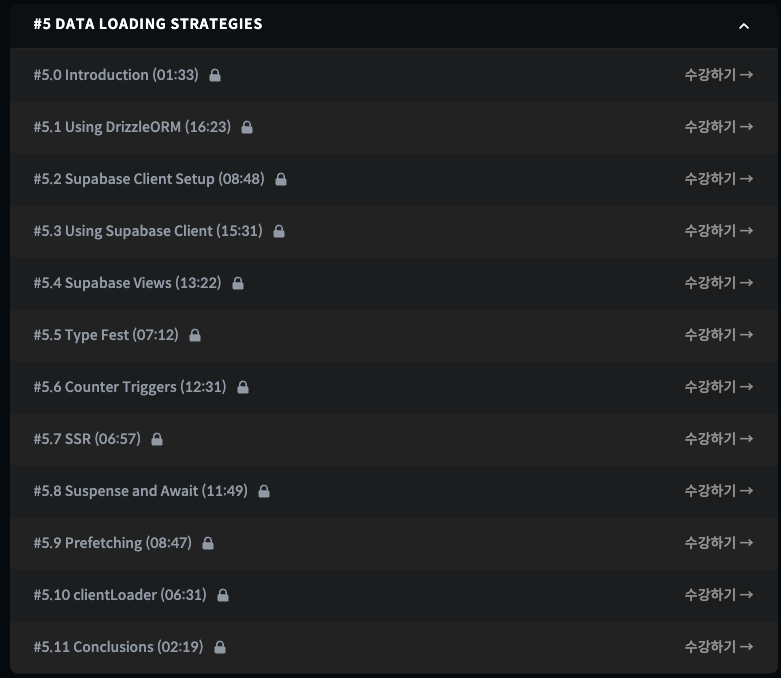 #5 DATA LOADING STRATEGIES
#5.0 Introduction (01:33) 수강하기 →
#5.1 Using DrizzleORM (16:23) 수강하기 →
#5.2 Supabase Client Setup (08:48) 수강하기 →
#5.3 Using Supabase Client (15:31) 수강하기 →
#5.4 Supabase Views (13:22) 수강하기 →
#5.5 Type Fest (07:12) 수강하기 →
#5.6 Counter Triggers (12:31) 수강하기 →
#5.7 SSR (06:57) 수강하기 →
#5.8 Suspense and Await (11:49) 수강하기 →
#5.9 Prefetching (08:47) 수강하기 →
#5.10 clientLoader (06:31) 수강하기 →
#5.11 Conclusions (02:19) 수강하기 →